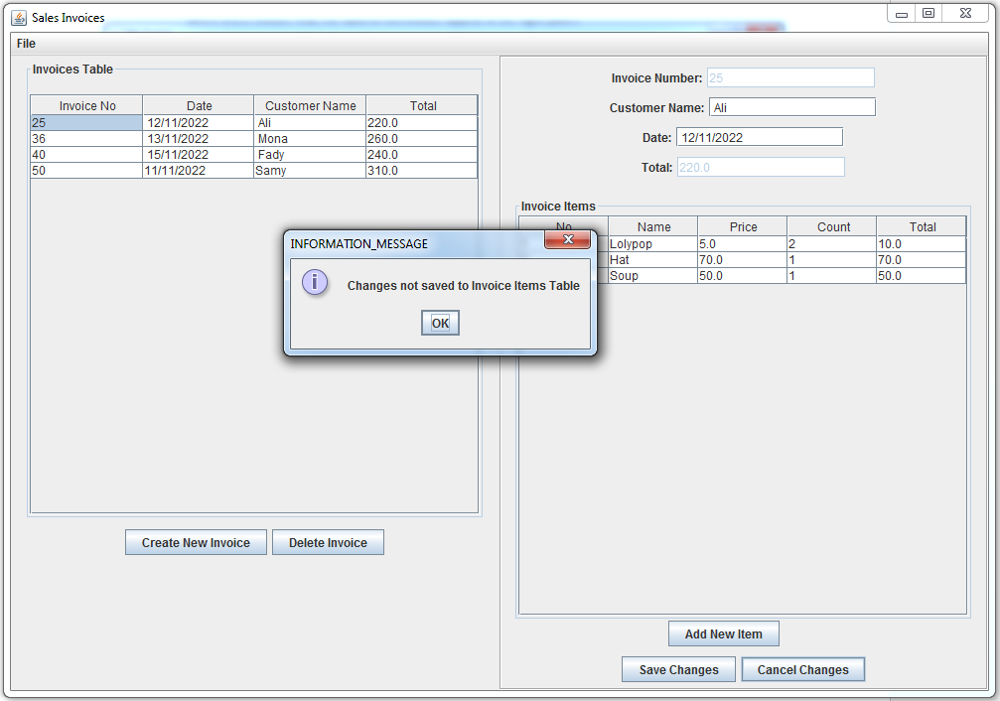 Sales Invoices
File
Invoices Table
Invoice No Date Customer Name Total
25 12/11/2022 Ali 220.0
36 13/11/2022 Mona 260.0
40 15/11/2022 Fady 240.0
50 11/11/2022 Samy 310.0
Create New Invoice Delete Invoice
Invoice Number: 25
Customer Name: Ali
Date: 12/11/2022
Total: 220.0
Invoice Items
No Name Price Count Total
Lolypop 5.0 2 10.0
Hat 70.0 1 70.0
Soup 50.0 1 50.0
Add New Item
Save Changes Cancel Changes
INFORMATION_MESSAGE
Changes not saved to Invoice Items Table
OK